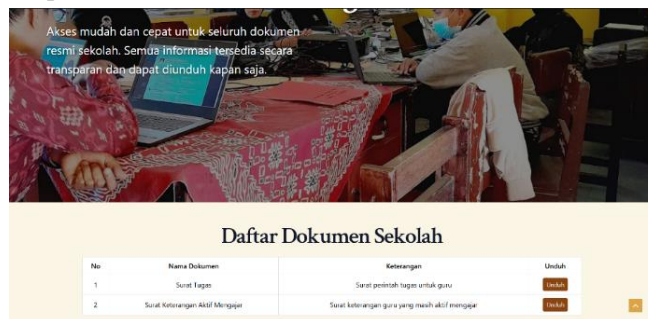 Akses mudah dan cepat untuk seluruh dokumen
resmi sekolah. Semua informasi tersedia secara
transparan dan dapat diunduh kapan saja.
Daftar Dokumen Sekolah
No Nama Dokumen Keterangan Unduh
1 Surat Tugas Surat perintah tugas untuk guru Unduh
2 Surat Keterangan Aktif Mengajar Surat keterangan guru yang masih aktif mengajar Unduh